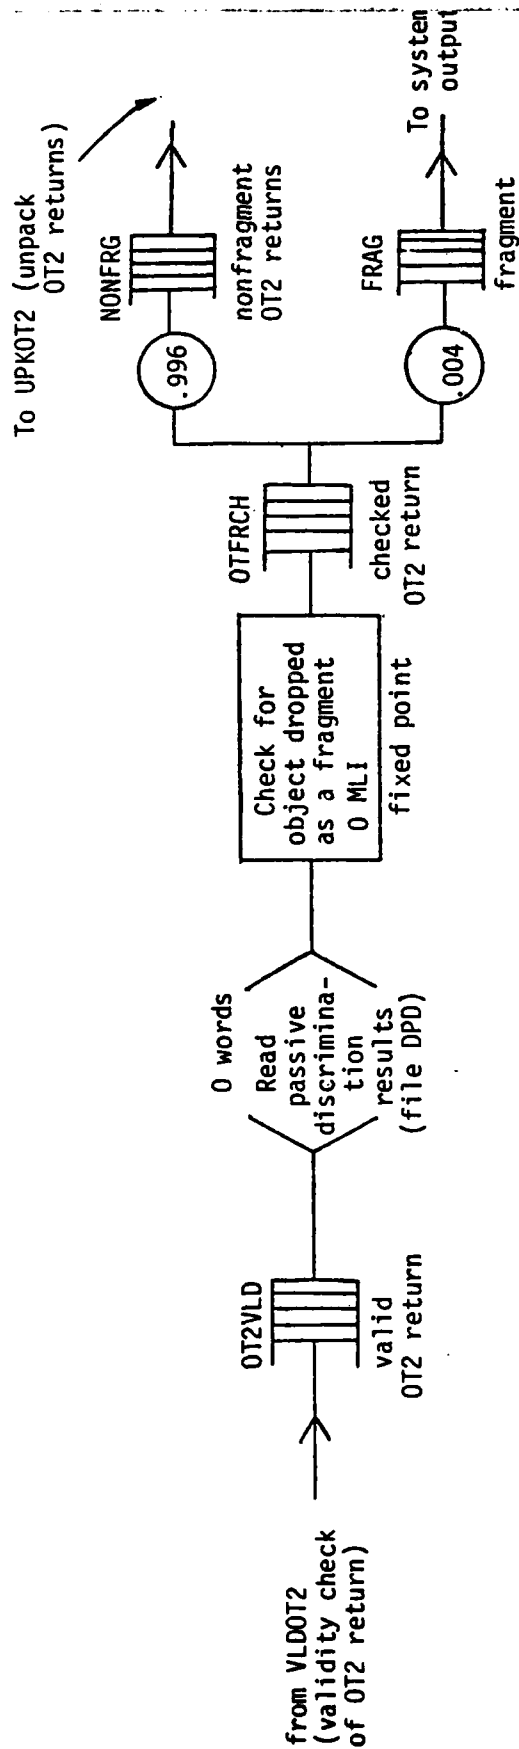 from VLDOT2
(validity check
of OT2 return)
OT2VLD
valid
OT2 return
0 words
Read
passive
discrimina-
tion
results
(file DPD)
Check for
object dropped
as a fragment
0 MLI
fixed point
OTFRCH
checked
OT2 return
.996
NONFRG
nonfragment
OT2 returns
To UPKOT2 (unpack
OT2 returns)
.004
FRAG
fragment
To system
output